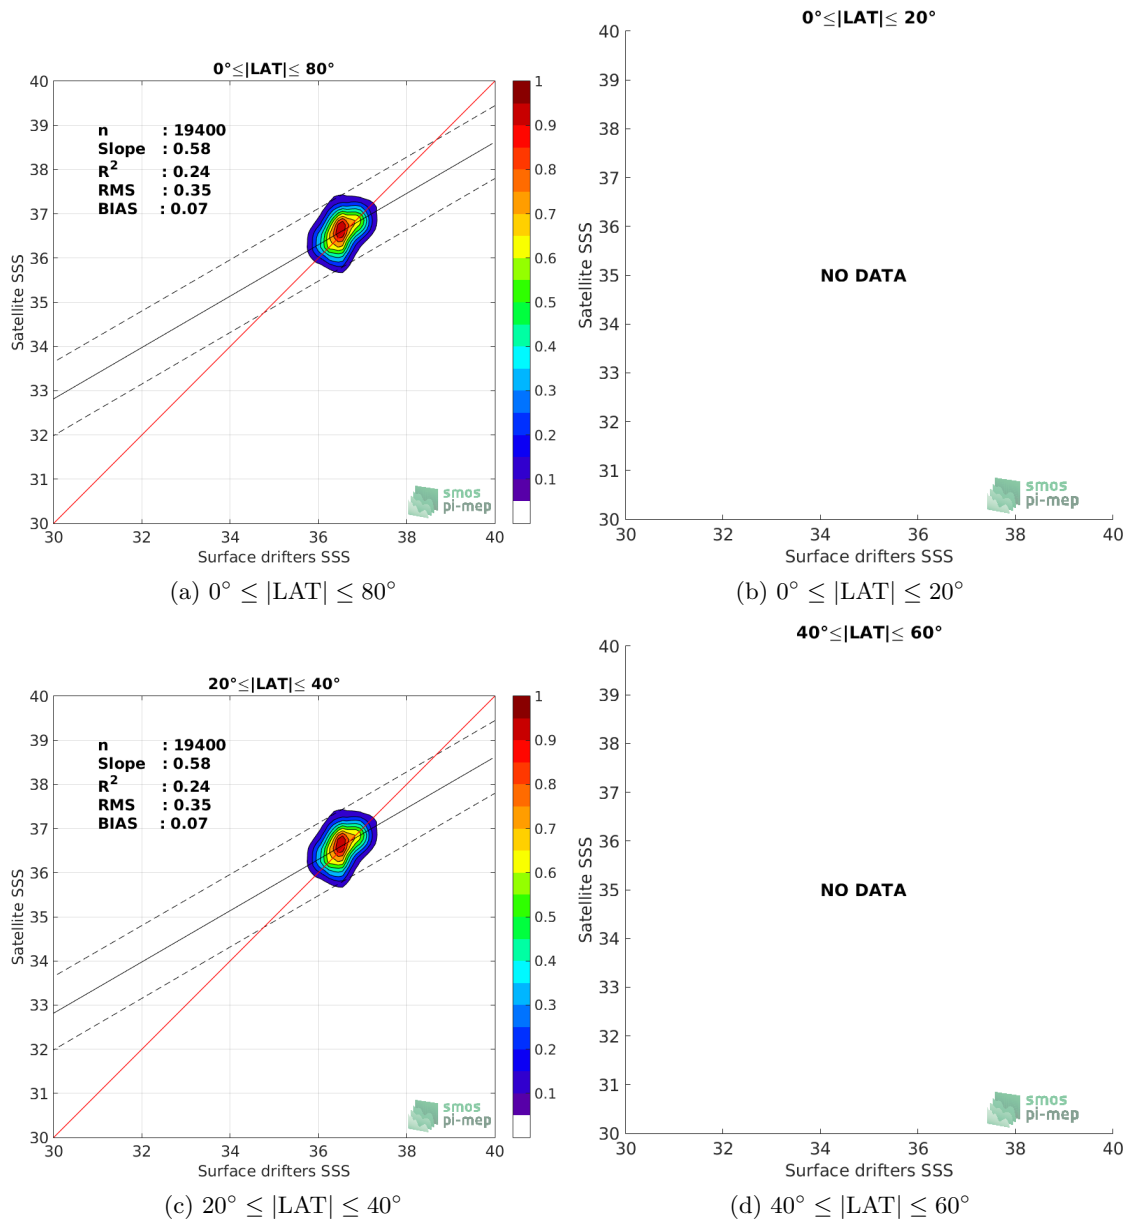 0°≤|LAT|≤ 80°
40
39
38
37
36
35
34
33
32
31
30
30
32
34
36
38
40
Satellite SSS
Surface drifters SSS
n : 19400
Slope : 0.58
R² : 0.24
RMS : 0.35
BIAS : 0.07
1
0.9
0.8
0.7
0.6
0.5
0.4
0.3
0.2
0.1
smos
pi-mep
(a) 0° ≤ |LAT| ≤ 80°
0°≤|LAT|≤ 20°
40
39
38
37
36
35
34
33
32
31
30
30
32
34
36
38
40
Satellite SSS
Surface drifters SSS
NO DATA
smos
pi-mep
(b) 0° ≤ |LAT| ≤ 20°
20°≤|LAT|≤ 40°
40
39
38
37
36
35
34
33
32
31
30
30
32
34
36
38
40
Satellite SSS
Surface drifters SSS
n : 19400
Slope : 0.58
R² : 0.24
RMS : 0.35
BIAS : 0.07
1
0.9
0.8
0.7
0.6
0.5
0.4
0.3
0.2
0.1
smos
pi-mep
(c) 20° ≤ |LAT| ≤ 40°
40°≤|LAT|≤ 60°
40
39
38
37
36
35
34
33
32
31
30
30
32
34
36
38
40
Satellite SSS
Surface drifters SSS
NO DATA
smos
pi-mep
(d) 40° ≤ |LAT| ≤ 60°